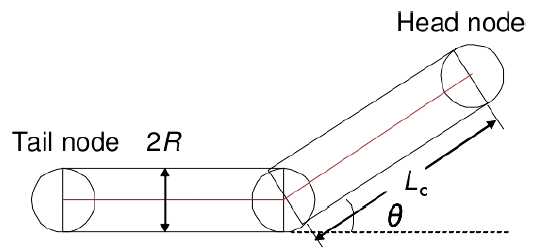 Head node
Tail node 2R
L_c
θ